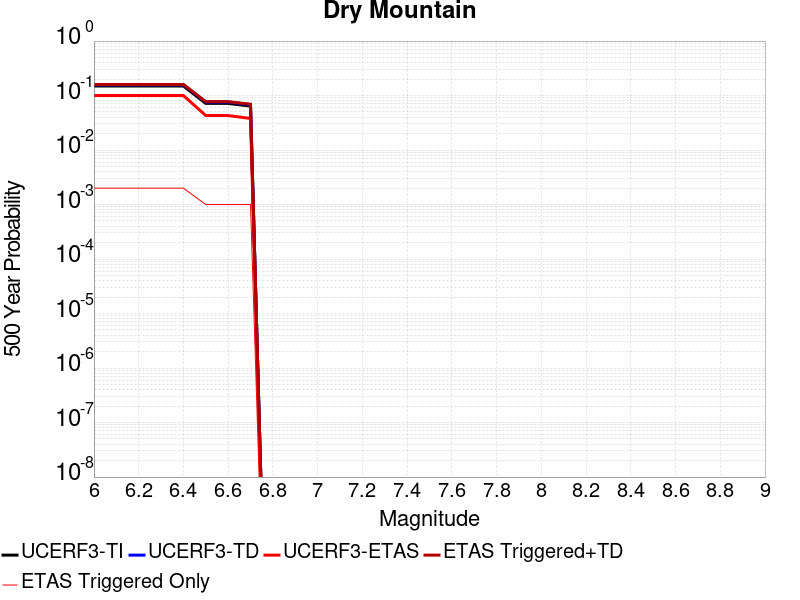 Dry Mountain
10^0
10^-1
10^-2
10^-3
10^-4
10^-5
10^-6
10^-7
10^-8
500 Year Probability
6 6.2 6.4 6.6 6.8 7 7.2 7.4 7.6 7.8 8 8.2 8.4 8.6 8.8 9
Magnitude
UCERF3-TI UCERF3-TD UCERF3-ETAS ETAS Triggered+TD
ETAS Triggered Only